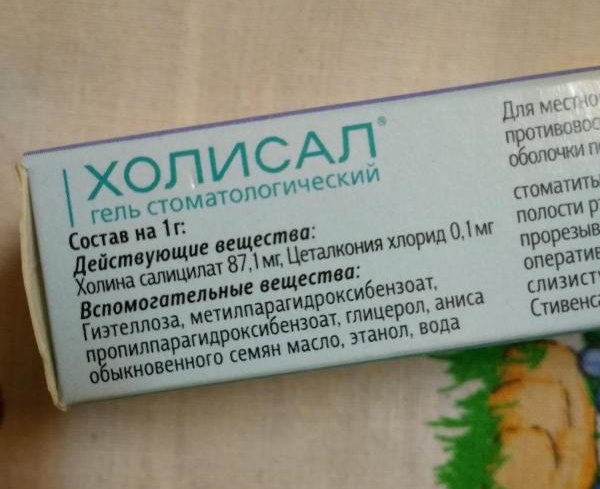 ХОЛИСАЛ®
гель стоматологический
Состав на 1 г:
Действующие вещества:
Холина салицилат 87,1 мг, Цеталкония хлорид 0,1 мг
Вспомогательные вещества:
Гиэтеллоза, метилпарагидроксибензоат,
пропилпарагидроксибензоат, глицерол, аниса
обыкновенного семян масло, этанол, вода
Для местно
противовос
оболочки п
стоматиты
полости р
прорезыв
оператив
слизист
Стивенса